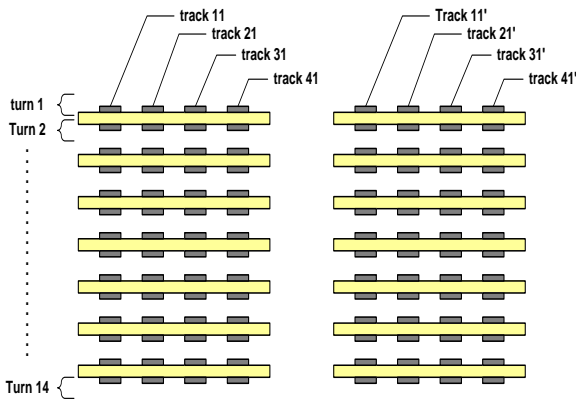 track 11
track 21
track 31
track 41
Track 11'
track 21'
track 31'
track 41'
turn 1
Turn 2
Turn 14